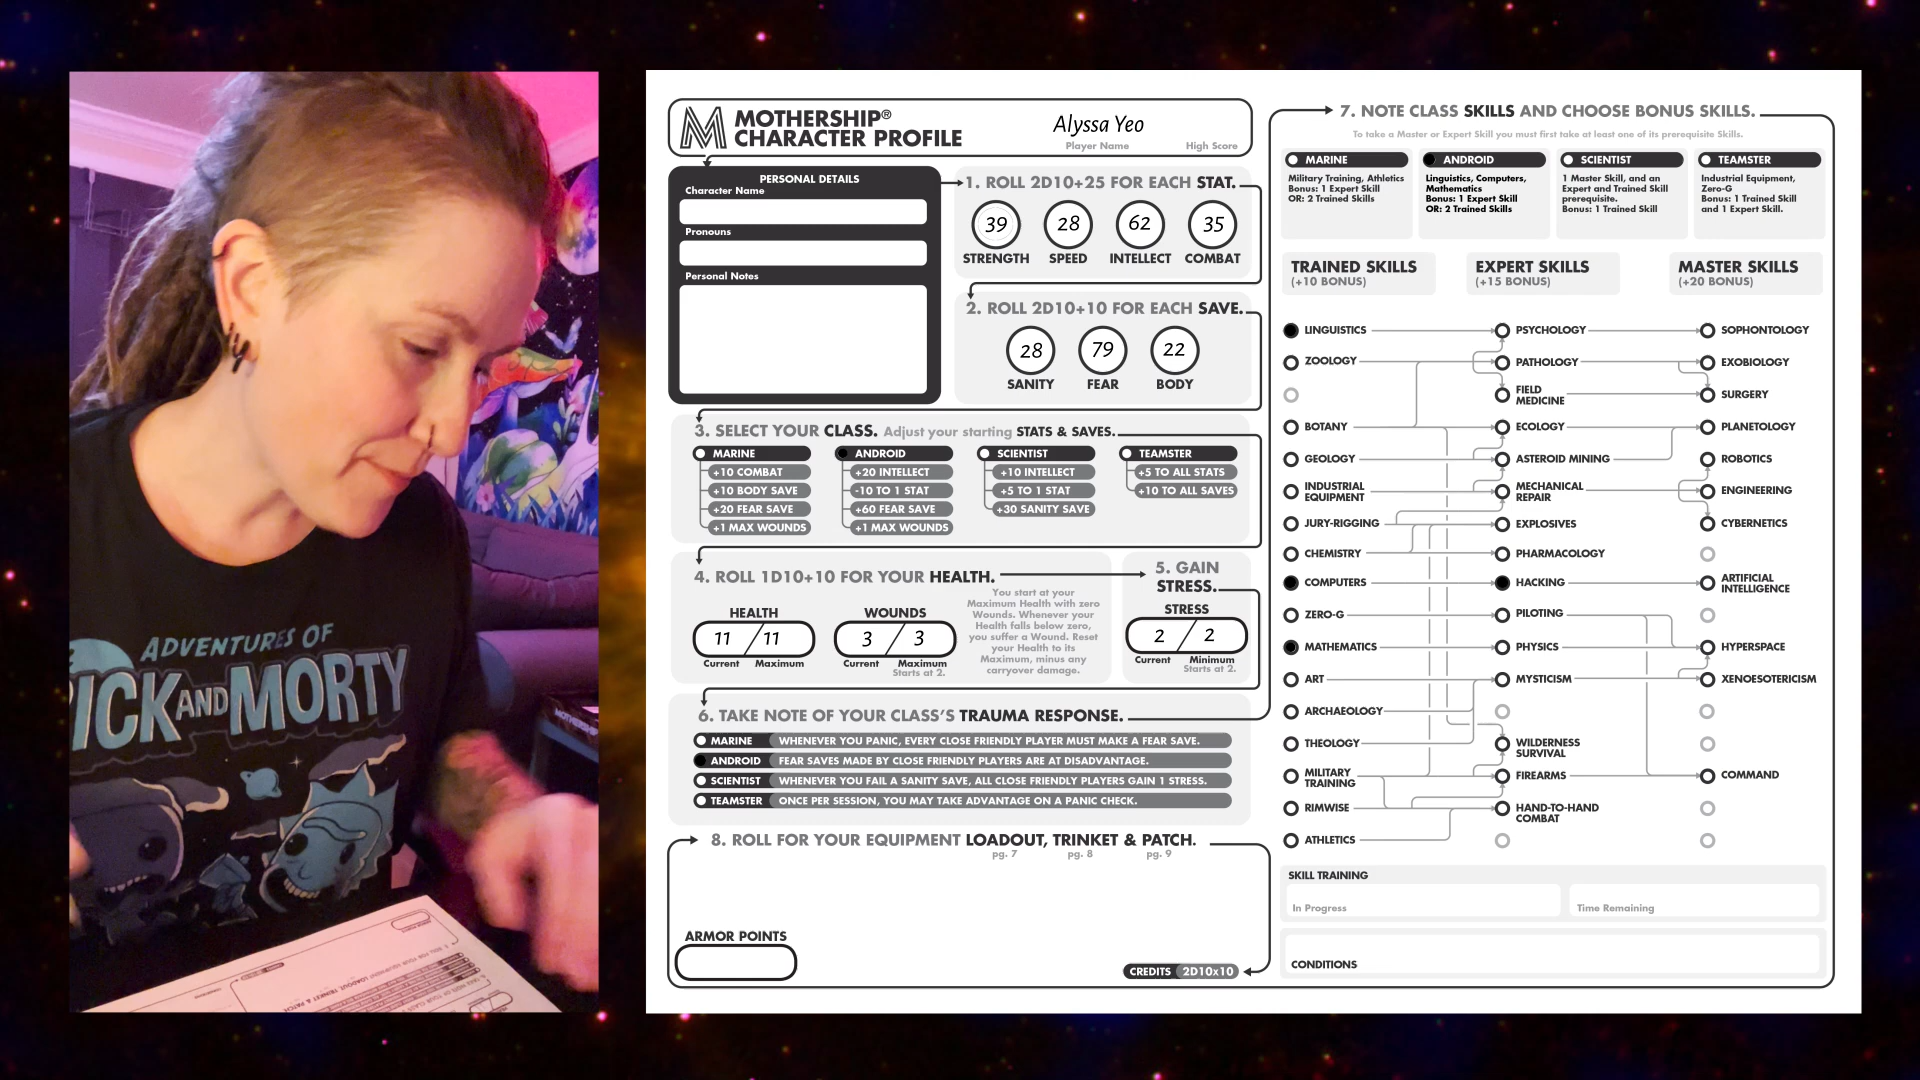 ADVENTURES OF
RICK AND MORTY
MOTHERSHIP®
CHARACTER PROFILE
Alyssa Yeo
Player Name
High Score
PERSONAL DETAILS
Character Name
Pronouns
Personal Notes
1. ROLL 2D10+25 FOR EACH STAT.
39 28 62 35
STRENGTH SPEED INTELLECT COMBAT
2. ROLL 2D10+10 FOR EACH SAVE.
28 79 22
SANITY FEAR BODY
3. SELECT YOUR CLASS. Adjust your starting STATS & SAVES.
MARINE
+10 COMBAT
+10 BODY SAVE
+20 FEAR SAVE
+1 MAX WOUNDS
ANDROID
+20 INTELLECT
-10 TO 1 STAT
+60 FEAR SAVE
+1 MAX WOUNDS
SCIENTIST
+10 INTELLECT
+5 TO 1 STAT
+30 SANITY SAVE
TEAMSTER
+5 TO ALL STATS
+10 TO ALL SAVES
4. ROLL 1D10+10 FOR YOUR HEALTH.
HEALTH
11 / 11
Current Maximum
WOUNDS
3 / 3
Current Maximum
Starts at 2.
You start at your
Maximum Health with zero
Wounds. Whenever your
Health falls below zero,
you suffer a Wound. Reset
your Health to its
Maximum, minus any
carryover damage.
5. GAIN
STRESS.
STRESS
2 / 2
Current Minimum
Starts at 2.
6. TAKE NOTE OF YOUR CLASS'S TRAUMA RESPONSE.
MARINE WHENEVER YOU PANIC, EVERY CLOSE FRIENDLY PLAYER MUST MAKE A FEAR SAVE.
ANDROID FEAR SAVES MADE BY CLOSE FRIENDLY PLAYERS ARE AT DISADVANTAGE.
SCIENTIST WHENEVER YOU FAIL A SANITY SAVE, ALL CLOSE FRIENDLY PLAYERS GAIN 1 STRESS.
TEAMSTER ONCE PER SESSION, YOU MAY TAKE ADVANTAGE ON A PANIC CHECK.
8. ROLL FOR YOUR EQUIPMENT LOADOUT, TRINKET & PATCH.
pg. 7 pg. 8 pg. 9
ARMOR POINTS
CREDITS 2D10x10
7. NOTE CLASS SKILLS AND CHOOSE BONUS SKILLS.
To take a Master or Expert Skill you must first take at least one of its prerequisite Skills.
MARINE
Military Training, Athletics
Bonus: 1 Expert Skill
OR: 2 Trained Skills
ANDROID
Linguistics, Computers,
Mathematics
Bonus: 1 Expert Skill
OR: 2 Trained Skills
SCIENTIST
1 Master Skill, and an
Expert and Trained Skill
prerequisite.
Bonus: 1 Trained Skill
TEAMSTER
Industrial Equipment,
Zero-G
Bonus: 1 Trained Skill
and 1 Expert Skill.
TRAINED SKILLS
(+10 BONUS)
LINGUISTICS
ZOOLOGY
BOTANY
GEOLOGY
INDUSTRIAL
EQUIPMENT
JURY-RIGGING
CHEMISTRY
COMPUTERS
ZERO-G
MATHEMATICS
ART
ARCHAEOLOGY
THEOLOGY
MILITARY
TRAINING
RIMWISE
ATHLETICS
EXPERT SKILLS
(+15 BONUS)
PSYCHOLOGY
PATHOLOGY
FIELD
MEDICINE
ECOLOGY
ASTEROID MINING
MECHANICAL
REPAIR
EXPLOSIVES
PHARMACOLOGY
HACKING
PILOTING
PHYSICS
MYSTICISM
WILDERNESS
SURVIVAL
FIREARMS
HAND-TO-HAND
COMBAT
MASTER SKILLS
(+20 BONUS)
SOPHONTOLOGY
EXOBIOLOGY
SURGERY
PLANETOLOGY
ROBOTICS
ENGINEERING
CYBERNETICS
ARTIFICIAL
INTELLIGENCE
HYPERSPACE
XENOESOTERICISM
COMMAND
SKILL TRAINING
In Progress
Time Remaining
CONDITIONS